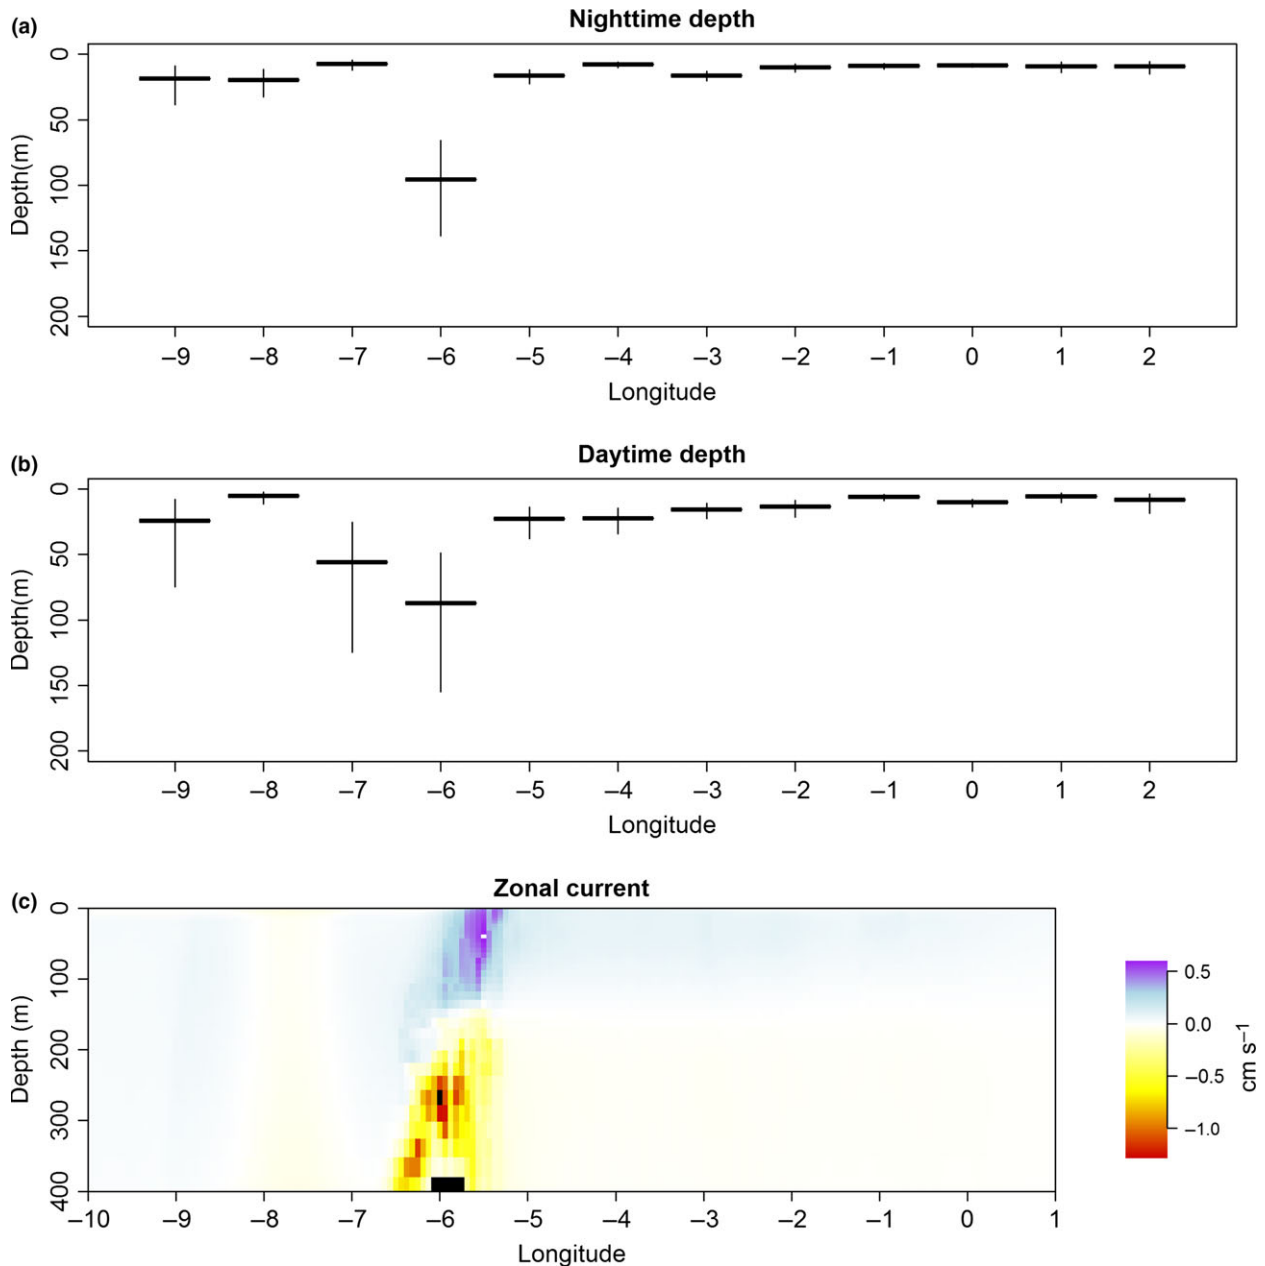 (a)
Nighttime depth
0
50
100
150
200
Depth(m)
−9 −8 −7 −6 −5 −4 −3 −2 −1 0 1 2
Longitude
(b)
Daytime depth
0
50
100
150
200
Depth(m)
−9 −8 −7 −6 −5 −4 −3 −2 −1 0 1 2
Longitude
(c)
Zonal current
0
100
200
300
400
Depth (m)
−10 −9 −8 −7 −6 −5 −4 −3 −2 −1 0 1
Longitude
0.5
0.0
−0.5
−1.0
cm s⁻¹